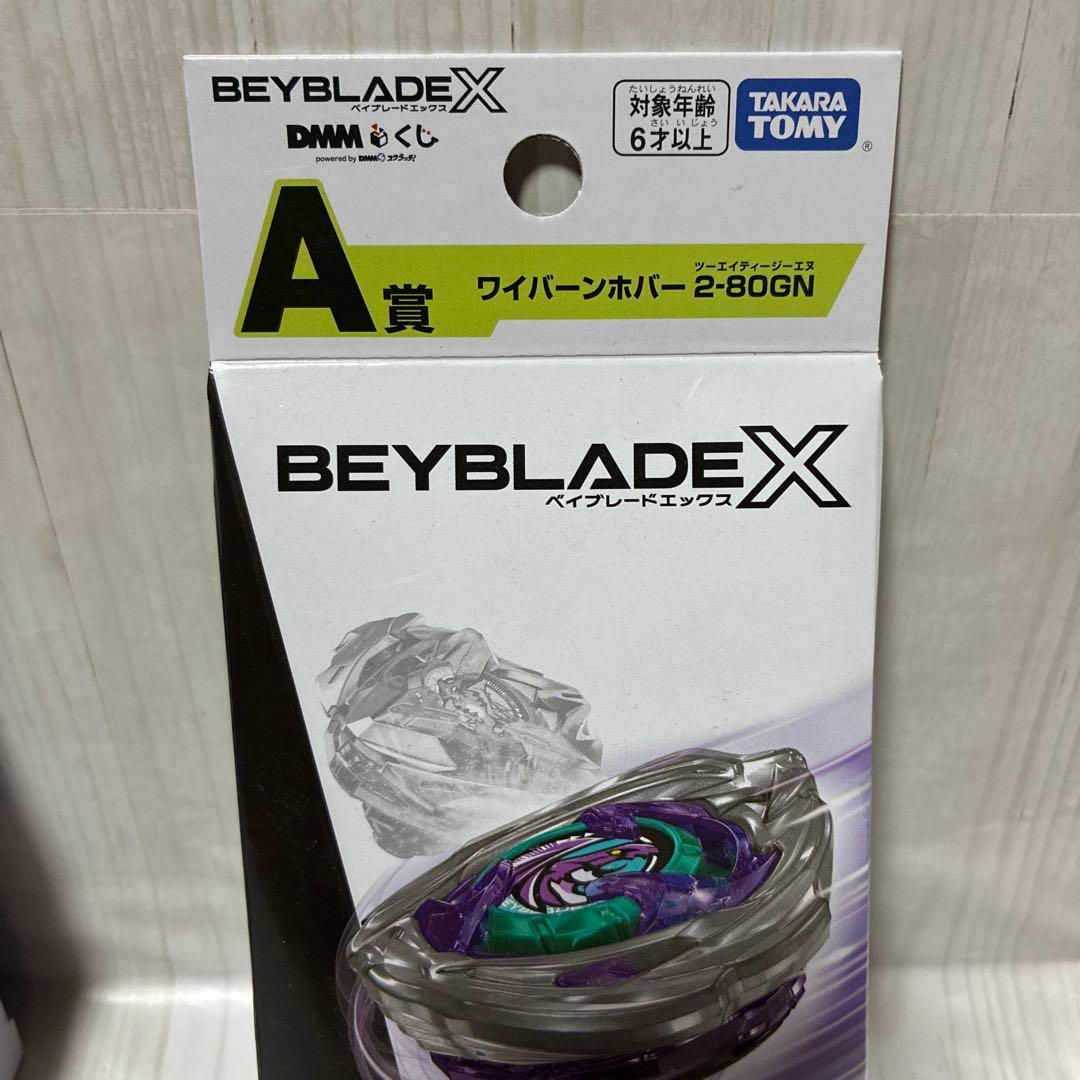 BEYBLADE X
ベイブレードエックス
DMM くじ
powered by DMM スクラッチ!
たいしょうねんれい
対象年齢
さい いじょう
6才以上
TAKARA
TOMY
®
A賞
ツーエイティージーエヌ
ワイバーンホバー 2-80GN
BEYBLADE X
ベイブレードエックス